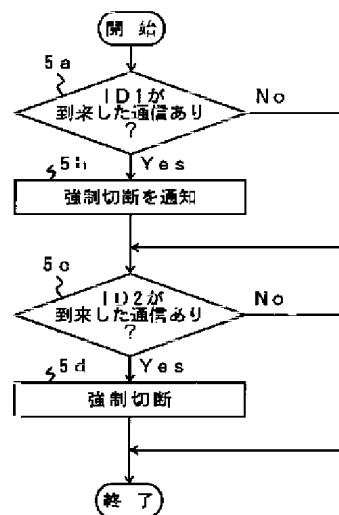 開始
5a
ID1が
到来した通信あり
?
No
Yes
5b
強制切断を通知
5c
ID2が
到来した通信あり
?
No
Yes
5d
強制切断
終了